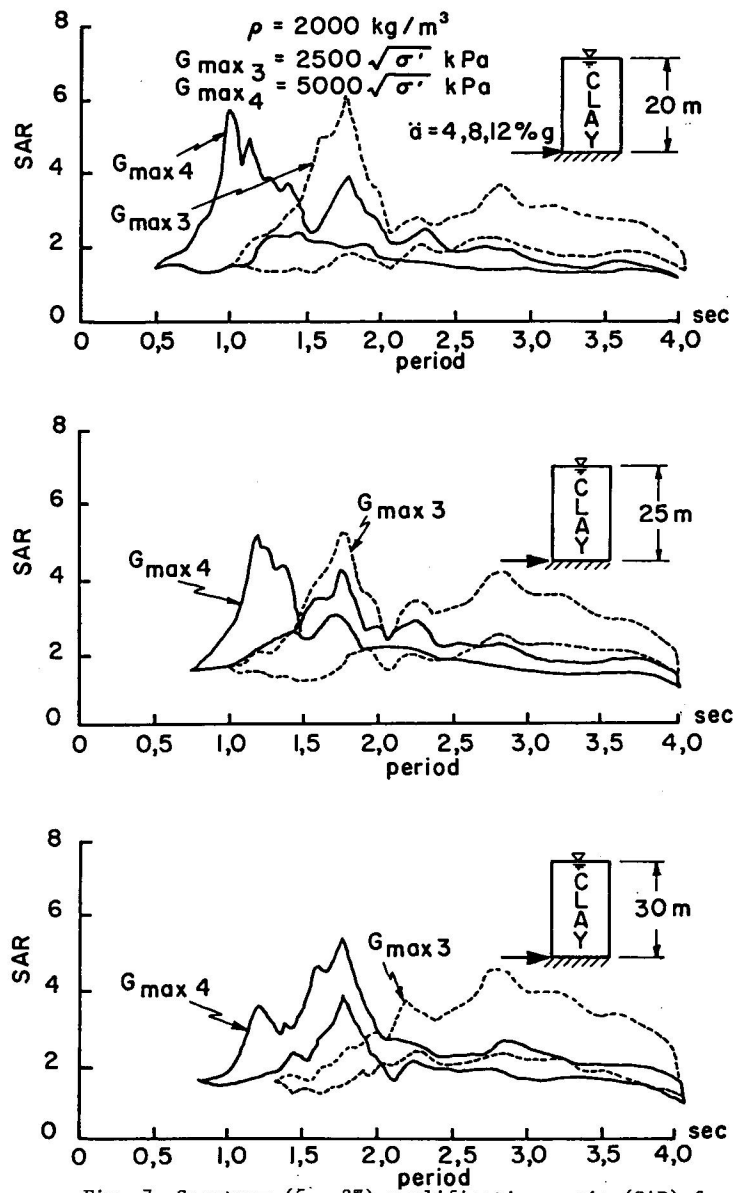 ρ = 2000 kg/m³
G max 3 = 2500 √σ' kPa
G max 4 = 5000 √σ' kPa
8
6
4
2
0
SAR
G max 4
G max 3
ä = 4,8,12% g
CLAY
20 m
0 0,5 1,0 1,5 2,0 2,5 3,0 3,5 4,0 sec
period
8
6
4
2
0
SAR
G max 4
G max 3
CLAY
25 m
0 0,5 1,0 1,5 2,0 2,5 3,0 3,5 4,0 sec
period
8
6
4
2
0
SAR
G max 4
G max 3
CLAY
30 m
0 0,5 1,0 1,5 2,0 2,5 3,0 3,5 4,0 sec
period